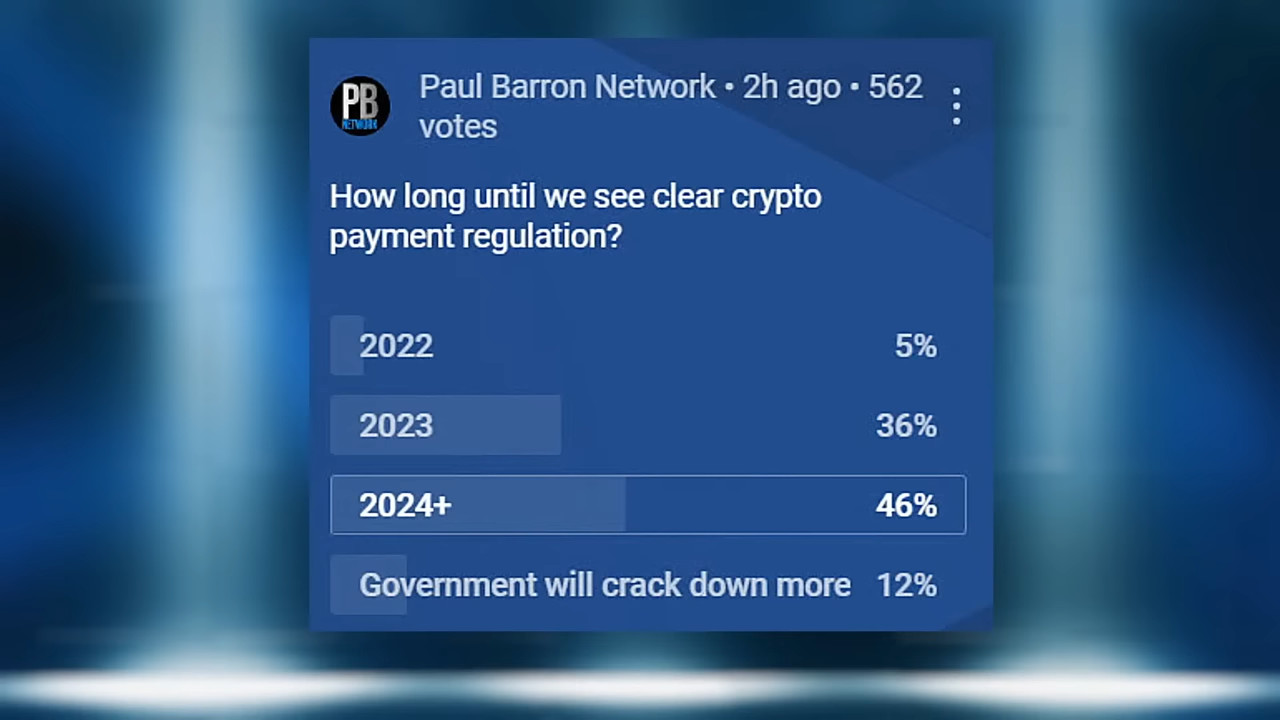 PB
NETWORK
Paul Barron Network • 2h ago • 562
votes
How long until we see clear crypto
payment regulation?
2022 5%
2023 36%
2024+ 46%
Government will crack down more 12%